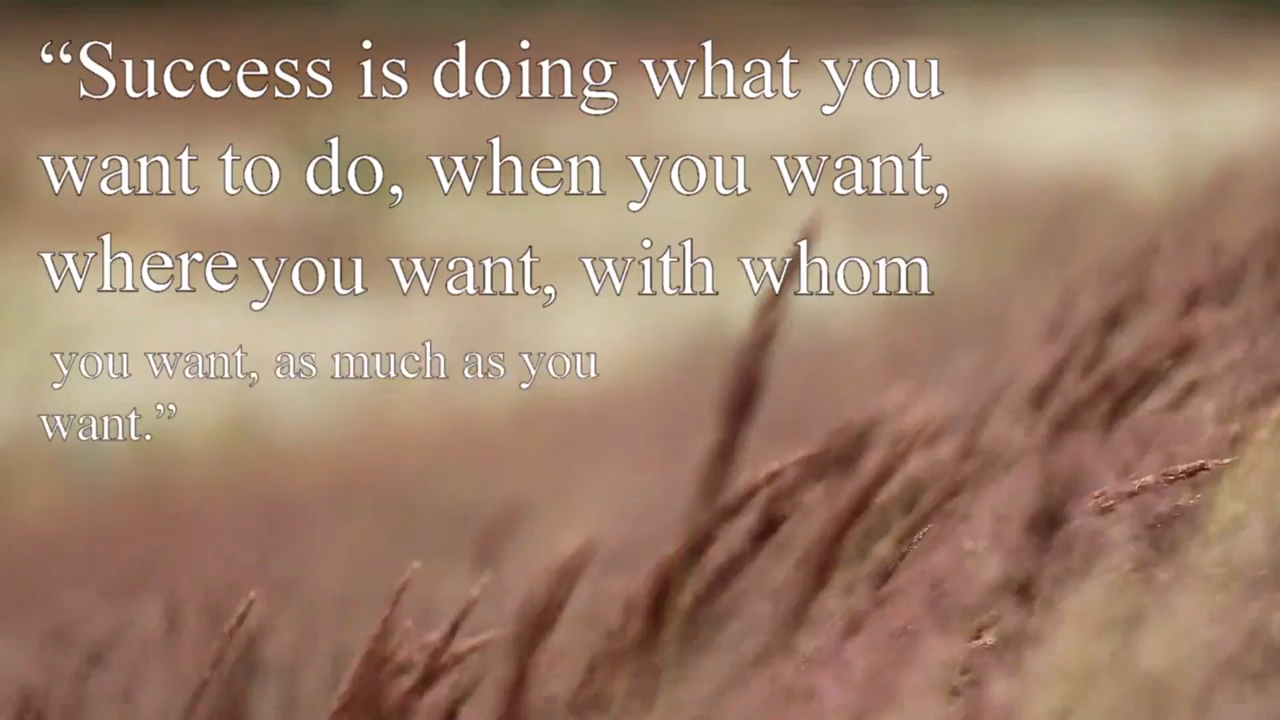 “Success is doing what you
want to do, when you want,
where you want, with whom
you want, as much as you
want.”